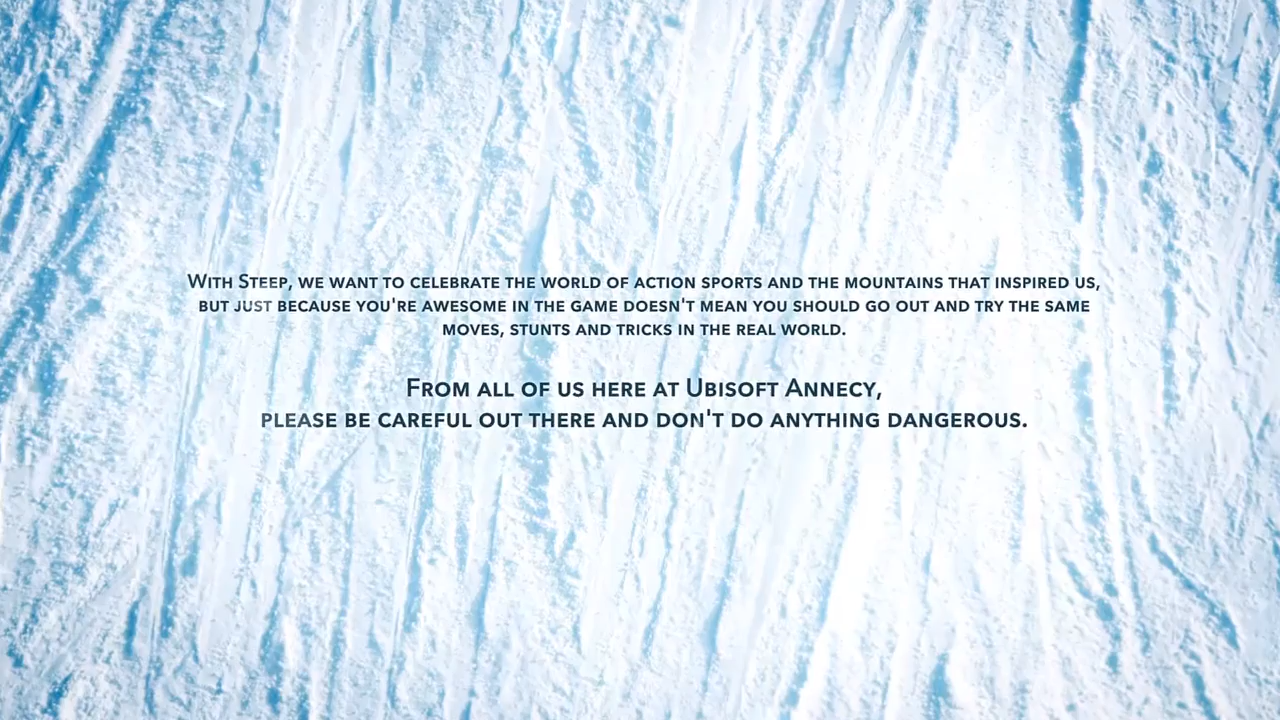 With Steep, we want to celebrate the world of action sports and the mountains that inspired us,
but just because you're awesome in the game doesn't mean you should go out and try the same
moves, stunts and tricks in the real world.
From all of us here at Ubisoft Annecy,
please be careful out there and don't do anything dangerous.